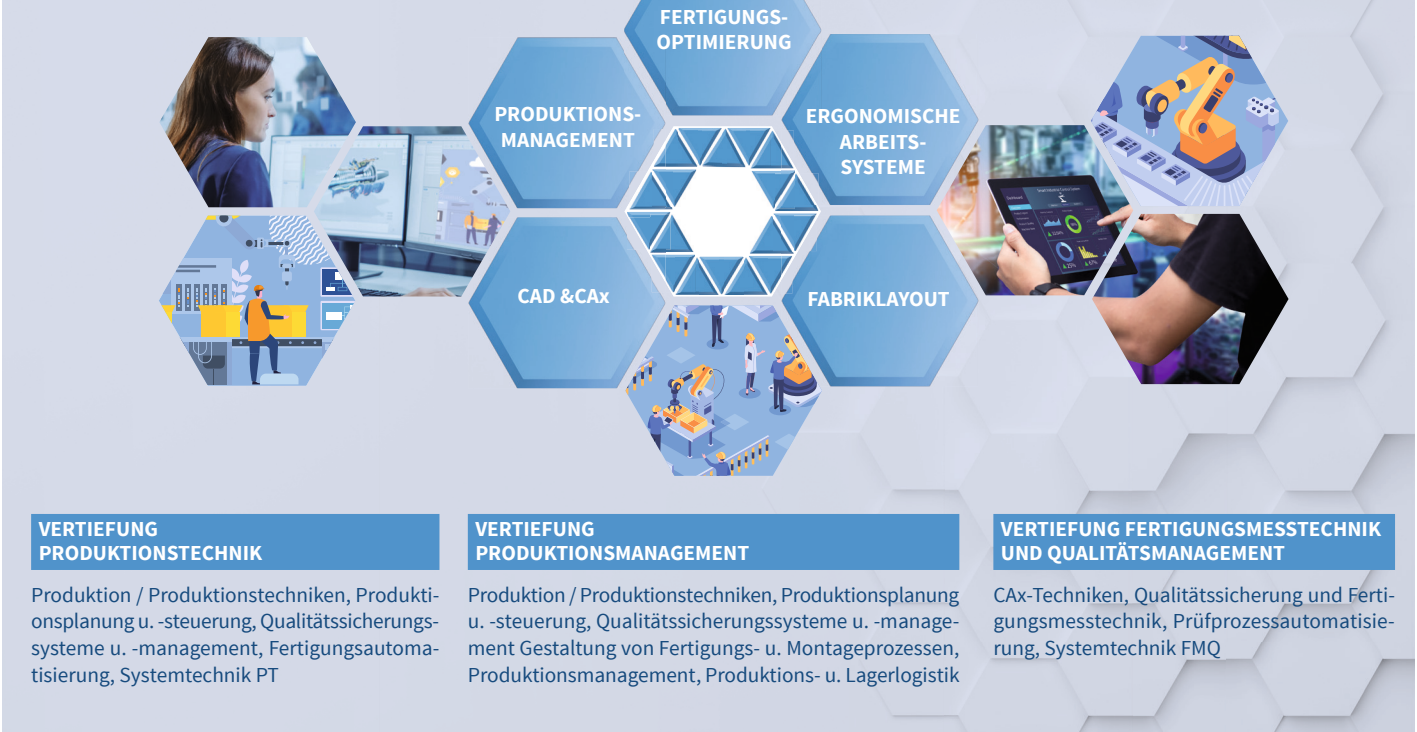 FERTIGUNGS-
OPTIMIERUNG
PRODUKTIONS-
MANAGEMENT
ERGONOMISCHE
ARBEITS-
SYSTEME
CAD &CAx
FABRIKLAYOUT
VERTIEFUNG
PRODUKTIONSTECHNIK
Produktion / Produktionstechniken, Produkti-
onsplanung u. -steuerung, Qualitätssicherungs-
systeme u. -management, Fertigungsautoma-
tisierung, Systemtechnik PT
VERTIEFUNG
PRODUKTIONSMANAGEMENT
Produktion / Produktionstechniken, Produktionsplanung
u. -steuerung, Qualitätssicherungssysteme u. -manage-
ment Gestaltung von Fertigungs- u. Montageprozessen,
Produktionsmanagement, Produktions- u. Lagerlogistik
VERTIEFUNG FERTIGUNGSMESSTECHNIK
UND QUALITÄTSMANAGEMENT
CAx-Techniken, Qualitätssicherung und Ferti-
gungsmesstechnik, Prüfprozessautomatisie-
rung, Systemtechnik FMQ